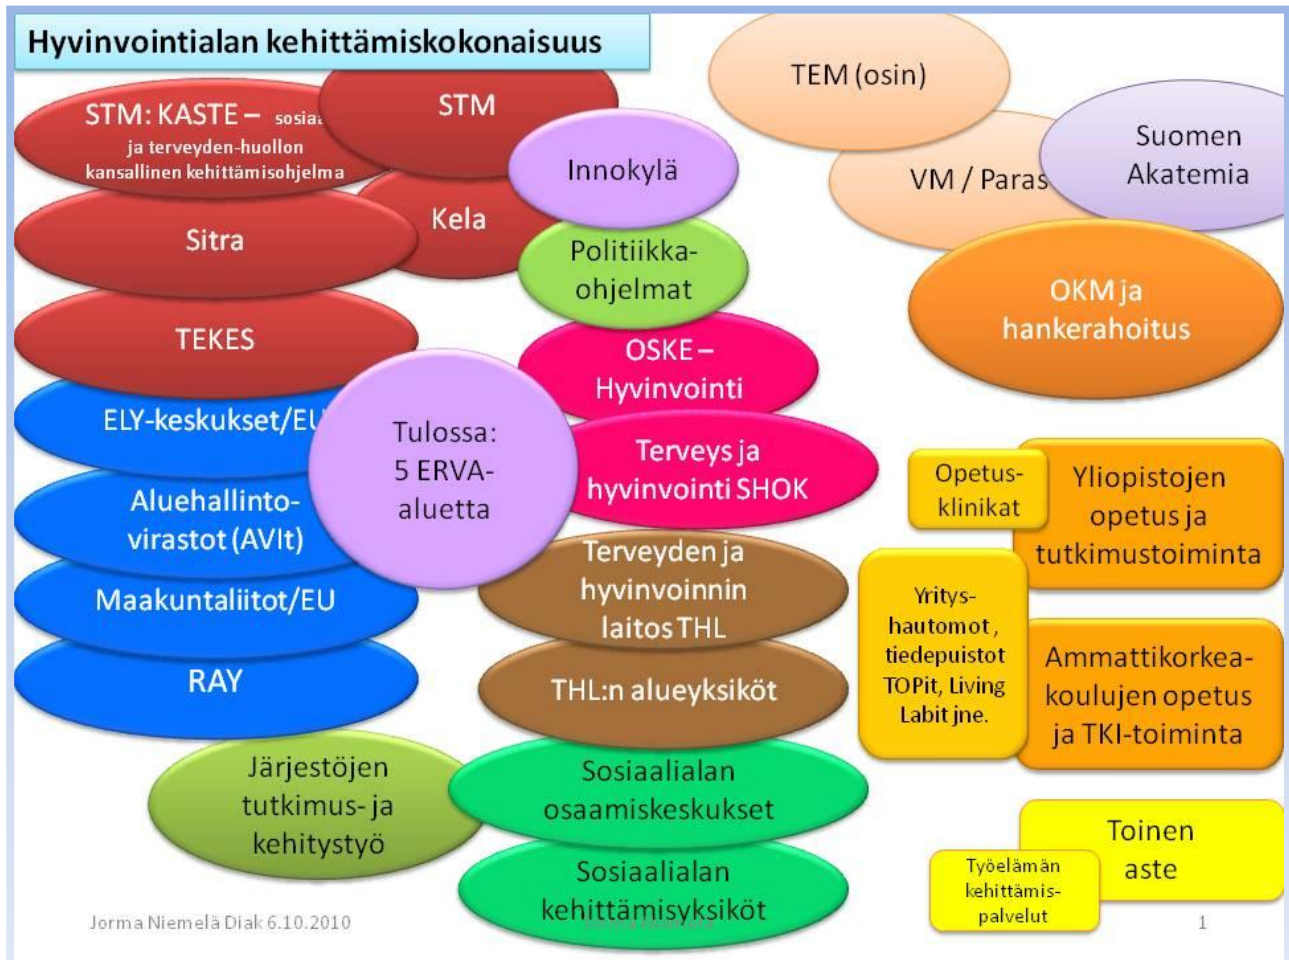 Hyvinvointialan kehittämiskokonaisuus
STM: KASTE – sosiaa
ja terveyden-huollon
kansallinen kehittämisohjelma
STM
Innokylä
Kela
Sitra
Politiikka-
ohjelmat
TEKES
OSKE –
Hyvinvointi
ELY-keskukset/EU
Tulossa:
5 ERVA-
aluetta
Terveys ja
hyvinvointi SHOK
Aluehallinto-
virastot (AVIt)
Terveyden ja
hyvinvoinnin
laitos THL
Maakuntaliitot/EU
RAY
THL:n alueyksiköt
Järjestöjen
tutkimus- ja
kehitystyö
Sosiaalialan
osaamiskeskukset
Sosiaalialan
kehittämisyksiköt
TEM (osin)
VM / Paras
Suomen
Akatemia
OKM ja
hankerahoitus
Opetus-
klinikat
Yliopistojen
opetus ja
tutkimustoiminta
Yritys-
hautomot ,
tiedepuistot
TOPit, Living
Labit jne.
Ammattikorkea-
koulujen opetus
ja TKI-toiminta
Toinen
aste
Työelämän
kehittämis-
palvelut
Jorma Niemelä Diak 6.10.2010
1